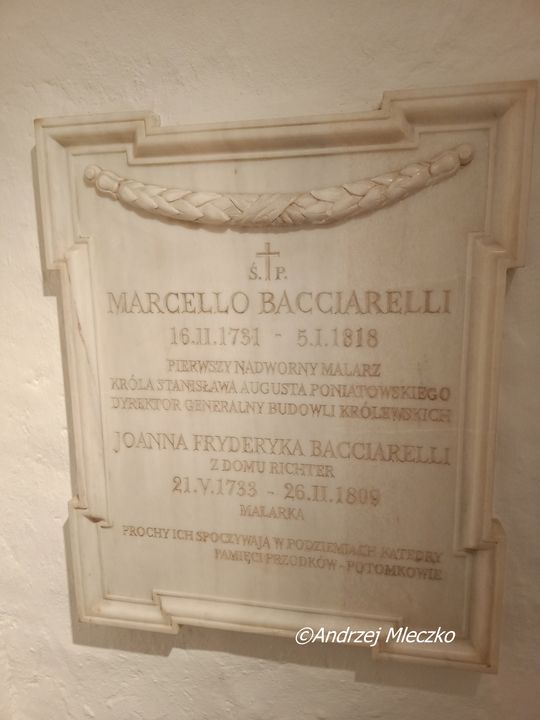 Ś. P.
MARCELLO BACCIARELLI
16.II.1731 - 5.I.1818
PIERWSZY NADWORNY MALARZ
KRÓLA STANISŁAWA AUGUSTA PONIATOWSKIEGO
DYREKTOR GENERALNY BUDOWLI KRÓLEWSKICH
JOANNA FRYDERYKA BACCIARELLI
Z DOMU RICHTER
21.V.1733 - 26.II.1809
MALARKA
PROCHY ICH SPOCZYWAJĄ W PODZIEMIACH KATEDRY
PAMIĘCI PRZODKÓW - POTOMKOWIE
©Andrzej Mleczko